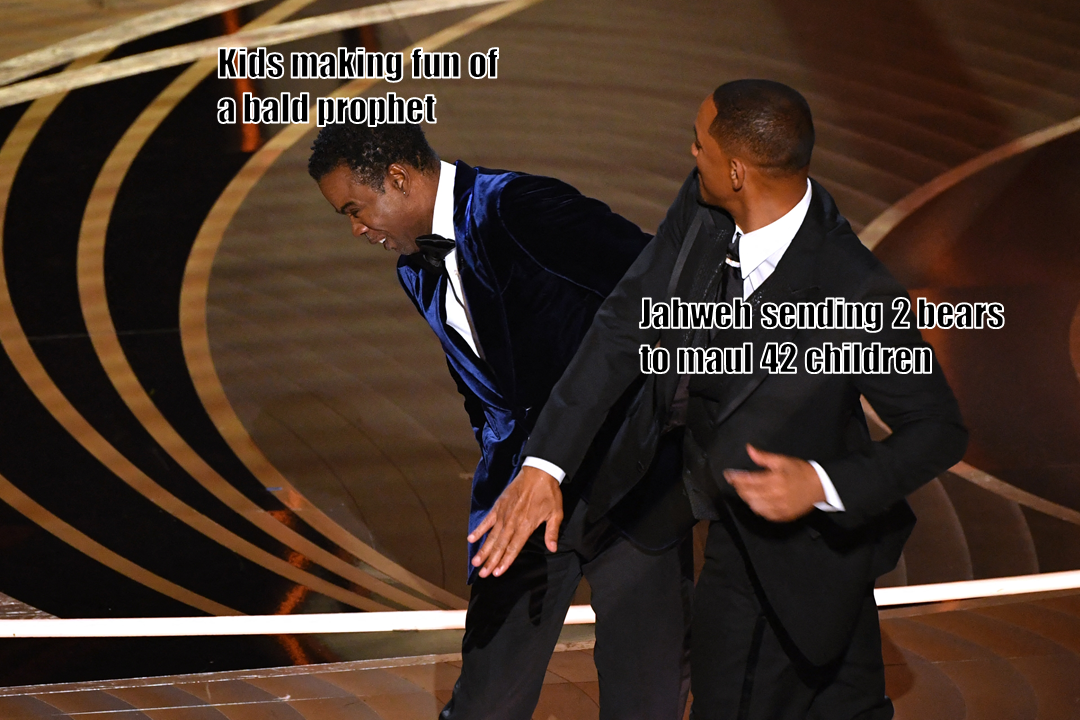 Kids making fun of
a bald prophet
Jahweh sending 2 bears
to maul 42 children